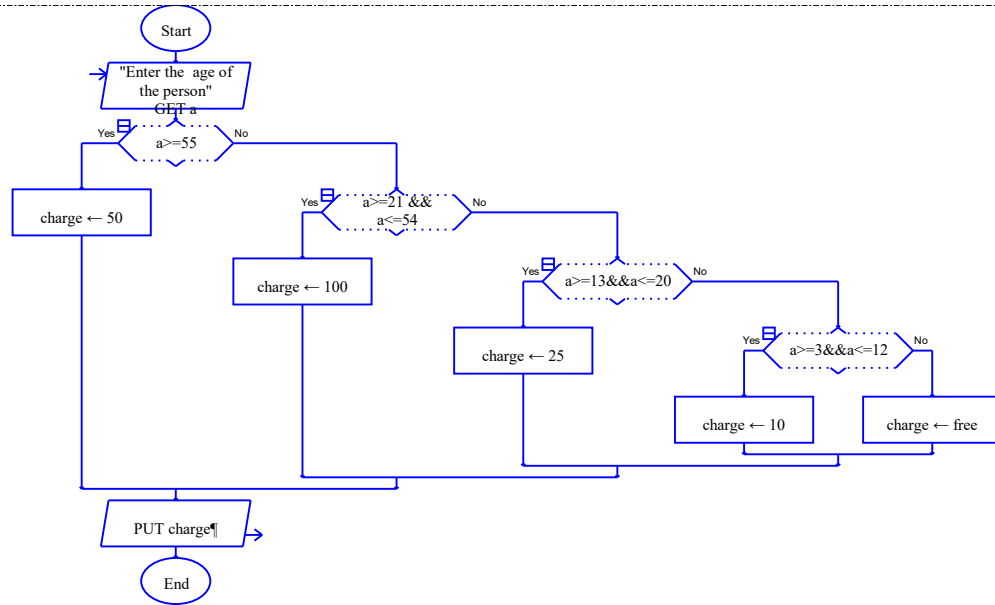 Start
"Enter the age of
the person"
GET a
Yes
No
a>=55
charge ← 50
Yes
No
a>=21 &&
a<=54
charge ← 100
Yes
No
a>=13&&a<=20
charge ← 25
Yes
No
a>=3&&a<=12
charge ← 10
charge ← free
PUT charge¶
End